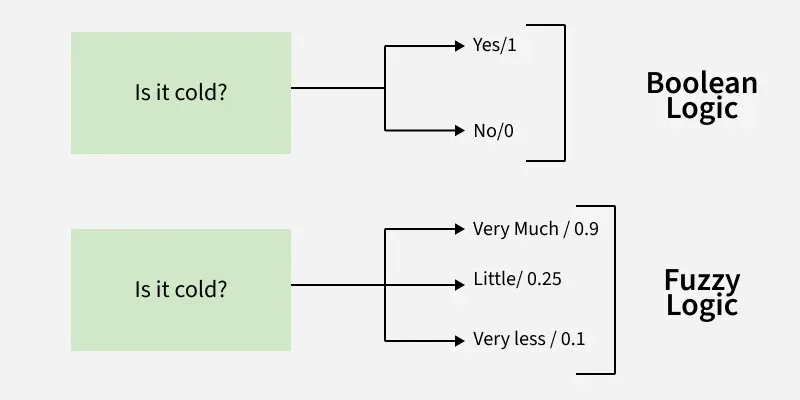 Is it cold?
Yes/1
No/0
Boolean
Logic
Is it cold?
Very Much / 0.9
Little/ 0.25
Very less / 0.1
Fuzzy
Logic